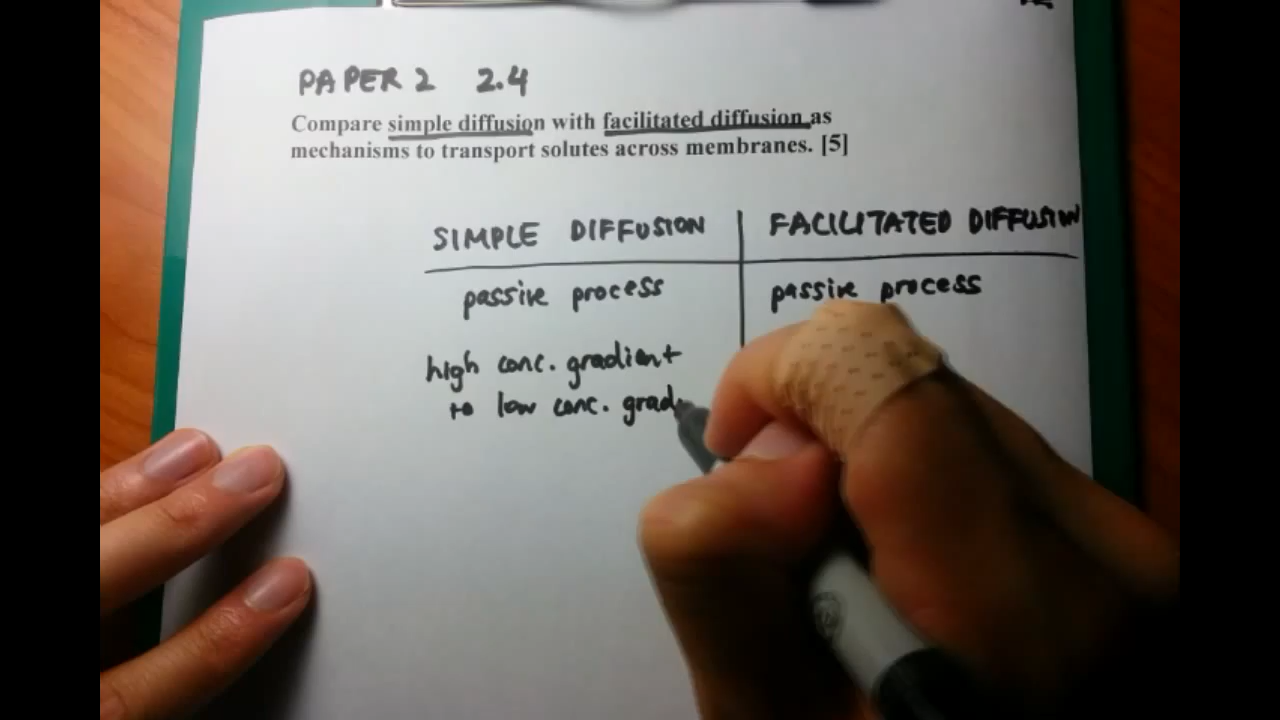 PAPER 2 2.4
Compare simple diffusion with facilitated diffusion as
mechanisms to transport solutes across membranes. [5]
SIMPLE DIFFUSION
FACILITATED DIFFUSION
passive process
passive process
high conc. gradient
to low conc. grad